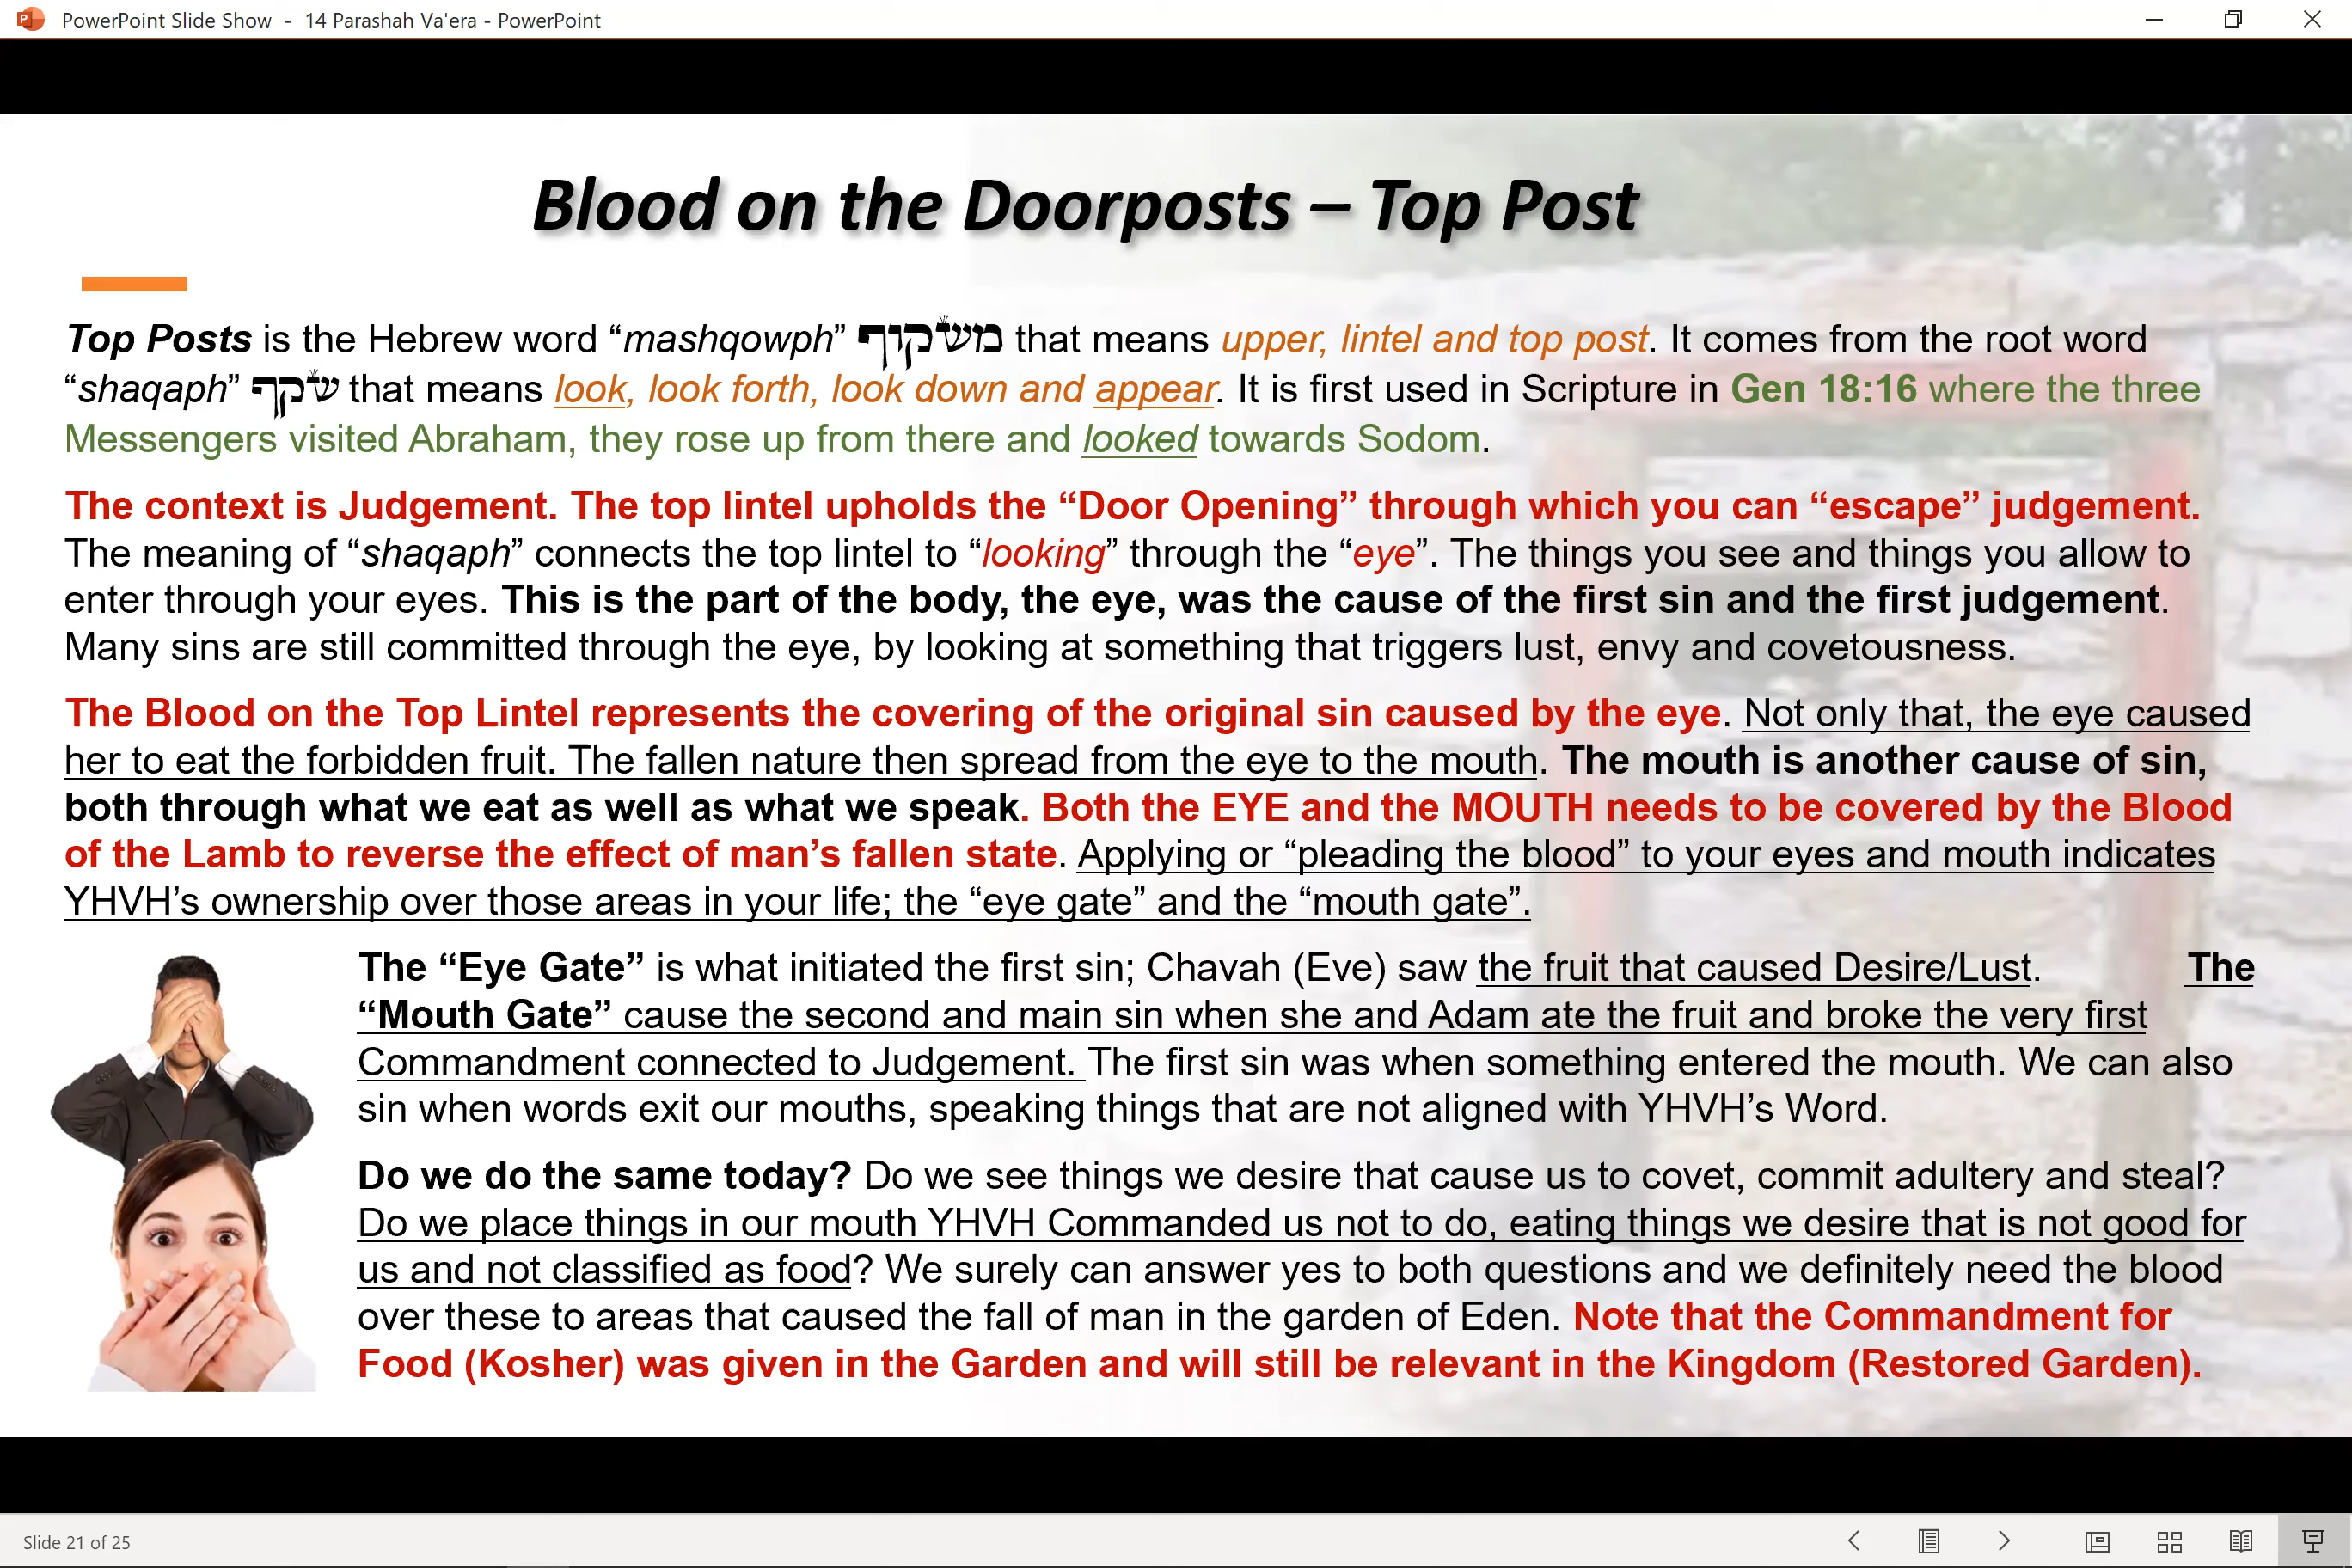 PowerPoint Slide Show - 14 Parashah Va'era - PowerPoint
Blood on the Doorposts – Top Post
Top Posts is the Hebrew word “mashqowph” משקוף that means upper, lintel and top post. It comes from the root word
“shaqaph” שקף that means look, look forth, look down and appear. It is first used in Scripture in Gen 18:16 where the three
Messengers visited Abraham, they rose up from there and looked towards Sodom.
The context is Judgement. The top lintel upholds the “Door Opening” through which you can “escape” judgement.
The meaning of “shaqaph” connects the top lintel to “looking” through the “eye”. The things you see and things you allow to
enter through your eyes. This is the part of the body, the eye, was the cause of the first sin and the first judgement.
Many sins are still committed through the eye, by looking at something that triggers lust, envy and covetousness.
The Blood on the Top Lintel represents the covering of the original sin caused by the eye. Not only that, the eye caused
her to eat the forbidden fruit. The fallen nature then spread from the eye to the mouth. The mouth is another cause of sin,
both through what we eat as well as what we speak. Both the EYE and the MOUTH needs to be covered by the Blood
of the Lamb to reverse the effect of man’s fallen state. Applying or “pleading the blood” to your eyes and mouth indicates
YHVH’s ownership over those areas in your life; the “eye gate” and the “mouth gate”.
The “Eye Gate” is what initiated the first sin; Chavah (Eve) saw the fruit that caused Desire/Lust. The
“Mouth Gate” cause the second and main sin when she and Adam ate the fruit and broke the very first
Commandment connected to Judgement. The first sin was when something entered the mouth. We can also
sin when words exit our mouths, speaking things that are not aligned with YHVH’s Word.
Do we do the same today? Do we see things we desire that cause us to covet, commit adultery and steal?
Do we place things in our mouth YHVH Commanded us not to do, eating things we desire that is not good for
us and not classified as food? We surely can answer yes to both questions and we definitely need the blood
over these to areas that caused the fall of man in the garden of Eden. Note that the Commandment for
Food (Kosher) was given in the Garden and will still be relevant in the Kingdom (Restored Garden).
Slide 21 of 25